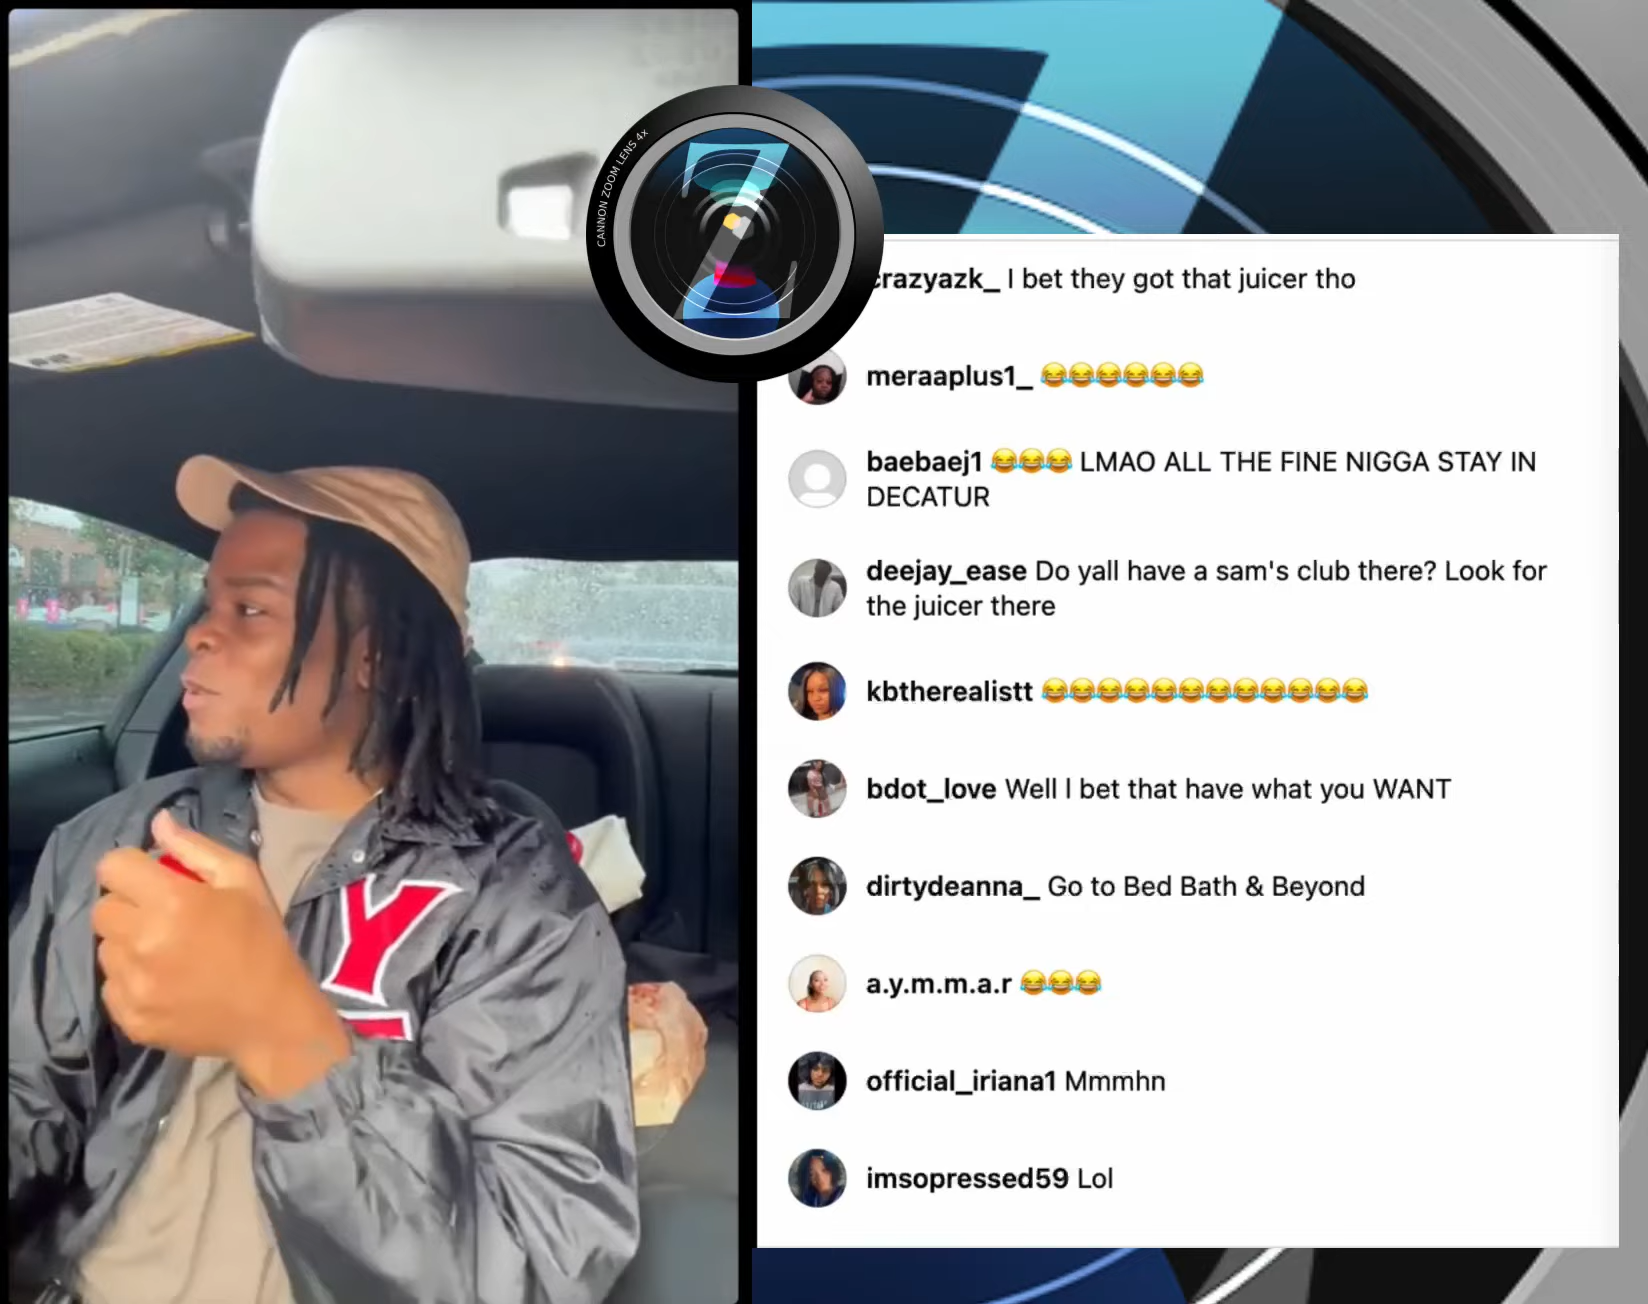 CANNON ZOOM LENS 4x
crazyazk_ I bet they got that juicer tho
meraaplus1_ 😂😂😂😂😂😂
baebaej1 😂😂😂 LMAO ALL THE FINE NIGGA STAY IN
DECATUR
deejay_ease Do yall have a sam's club there? Look for
the juicer there
kbtherealistt 😂😂😂😂😂😂😂😂😂😂😂😂
bdot_love Well I bet that have what you WANT
dirtydeanna_ Go to Bed Bath & Beyond
a.y.m.m.a.r 😂😂😂
official_iriana1 Mmmhn
imsopressed59 Lol
Y